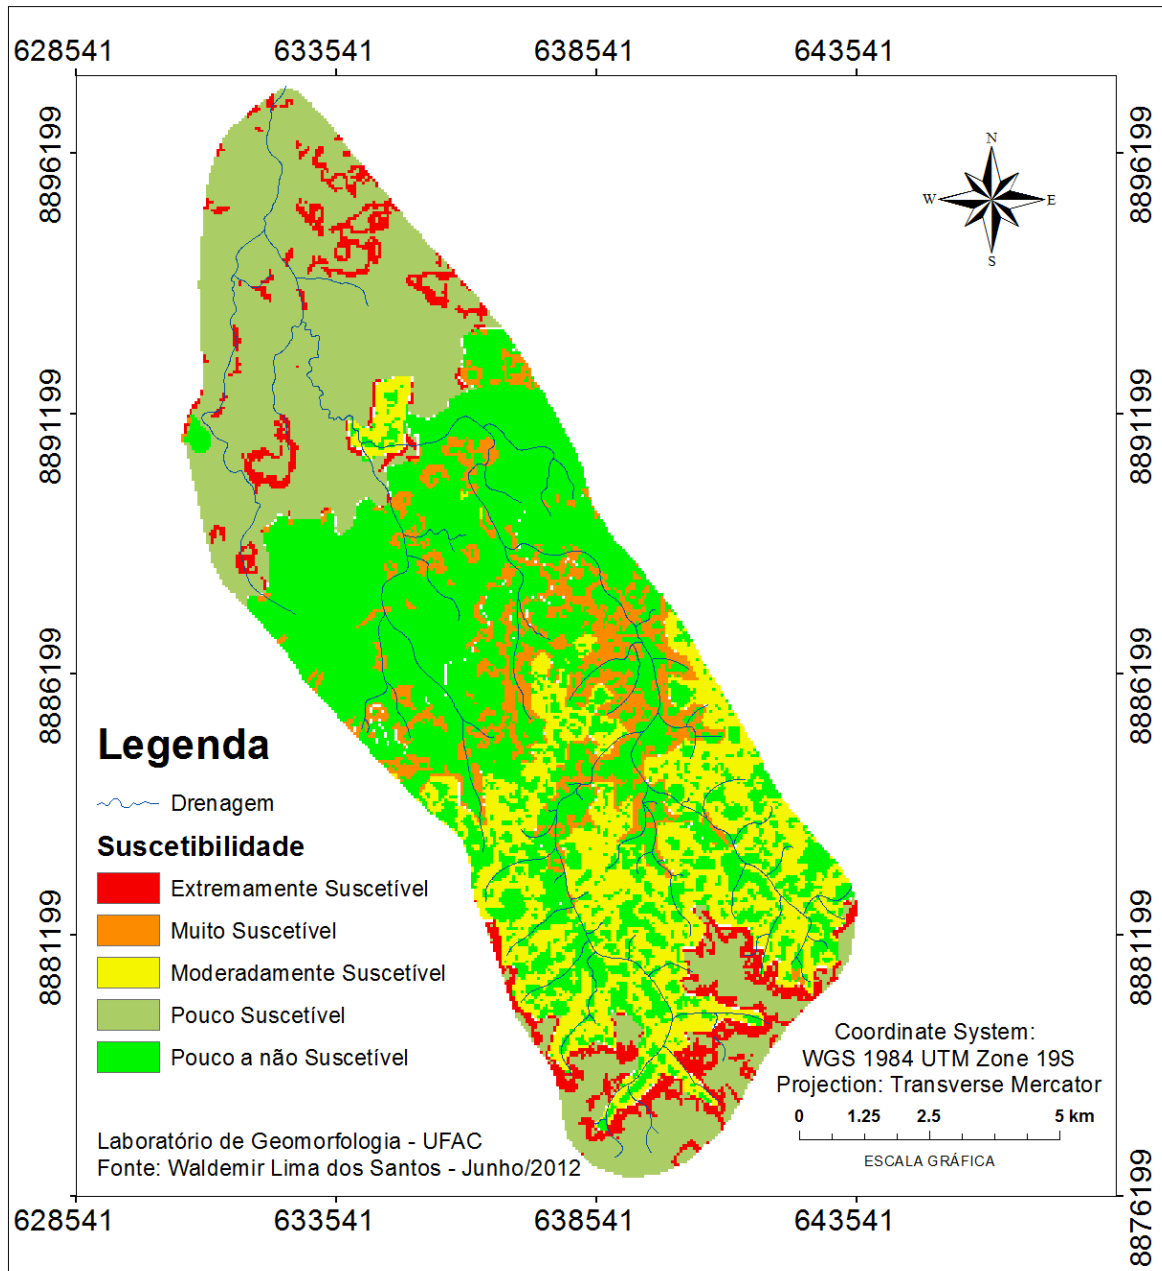 628541 633541 638541 643541
8896199 8896199
N
W E
S
8891199 8891199
8886199 8886199
Legenda
Drenagem
Suscetibilidade
Extremamente Suscetível
Muito Suscetível
Moderadamente Suscetível
Pouco Suscetível
Pouco a não Suscetível
8881199 8881199
Coordinate System:
WGS 1984 UTM Zone 19S
Projection: Transverse Mercator
0 1.25 2.5 5 km
ESCALA GRÁFICA
Laboratório de Geomorfologia - UFAC
Fonte: Waldemir Lima dos Santos - Junho/2012
8876199
628541 633541 638541 643541